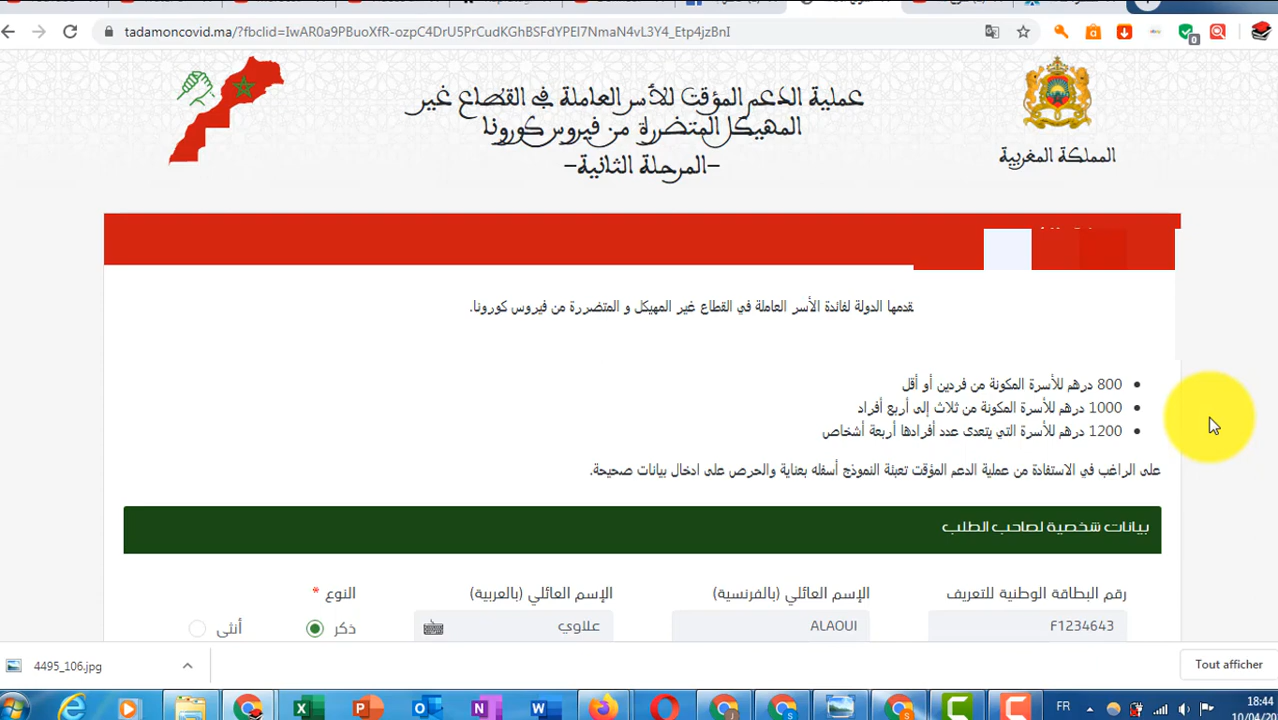 tadamoncovid.ma/?fbclid=IwAR0a9PBuoXfR-ozpC4DrU5PrCudKGhBSFdYPEI7NmaN4vL3Y4_Etp4jzBnI
عملية الدعم المؤقت للأسر العاملة في القطاع غير
المهيكل المتضررة من فيروس كورونا
-المرحلة الثانية-
المملكة المغربية
قدمها الدولة لفائدة الأسر العاملة في القطاع غير المهيكل و المتضررة من فيروس كورونا.
800 درهم للأسرة المكونة من فردين أو أقل
1000 درهم للأسرة المكونة من ثلاث إلى أربع أفراد
1200 درهم للأسرة التي يتعدى عدد أفرادها أربعة أشخاص
على الراغب في الاستفادة من عملية الدعم المؤقت تعبئة النموذج أسفله بعناية والحرص على ادخال بيانات صحيحة.
بيانات شخصية لصاحب الطلب
رقم البطاقة الوطنية للتعريف الإسم العائلي (بالفرنسية) الإسم العائلي (بالعربية) النوع *
F1234643 ALAOUI علاوي ذكر أنثى
4495_106.jpg Tout afficher
FR 18:44
10/04/20